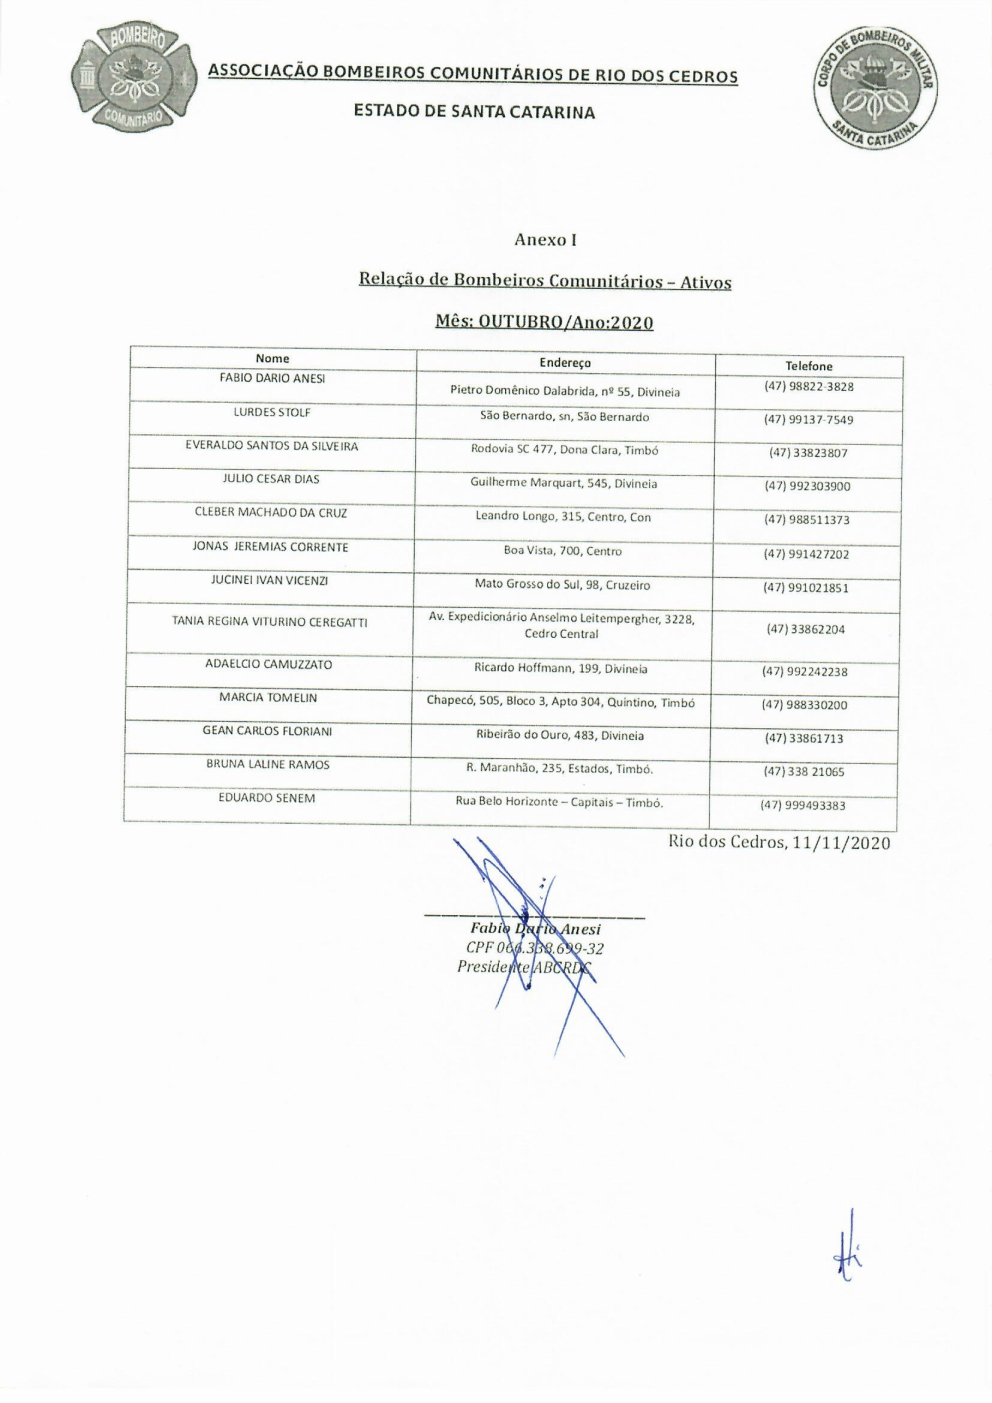 BOMBEIRO
COMUNITÁRIO
ASSOCIAÇÃO BOMBEIROS COMUNITÁRIOS DE RIO DOS CEDROS
ESTADO DE SANTA CATARINA
CORPO DE BOMBEIROS MILITAR
SANTA CATARINA
Anexo I
Relação de Bombeiros Comunitários – Ativos
Mês: OUTUBRO/Ano:2020
Nome Endereço Telefone
FABIO DARIO ANESI Pietro Domênico Dalabrida, nº 55, Divineia (47) 98822-3828
LURDES STOLF São Bernardo, sn, São Bernardo (47) 99137-7549
EVERALDO SANTOS DA SILVEIRA Rodovia SC 477, Dona Clara, Timbó (47) 33823807
JULIO CESAR DIAS Guilherme Marquart, 545, Divineia (47) 992303900
CLEBER MACHADO DA CRUZ Leandro Longo, 315, Centro, Con (47) 988511373
JONAS JEREMIAS CORRENTE Boa Vista, 700, Centro (47) 991427202
JUCINEI IVAN VICENZI Mato Grosso do Sul, 98, Cruzeiro (47) 991021851
TANIA REGINA VITURINO CEREGATTI Av. Expedicionário Anselmo Leitempergher, 3228, (47) 33862204
Cedro Central
ADAELCIO CAMUZZATO Ricardo Hoffmann, 199, Divineia (47) 992242238
MARCIA TOMELIN Chapecó, 505, Bloco 3, Apto 304, Quintino, Timbó (47) 988330200
GEAN CARLOS FLORIANI Ribeirão do Ouro, 483, Divineia (47) 33861713
BRUNA LALINE RAMOS R. Maranhão, 235, Estados, Timbó. (47) 338 21065
EDUARDO SENEM Rua Belo Horizonte – Capitais – Timbó. (47) 999493383
Rio dos Cedros, 11/11/2020
Fabio Dario Anesi
CPF 066.338.699-32
Presidente ABCRDC